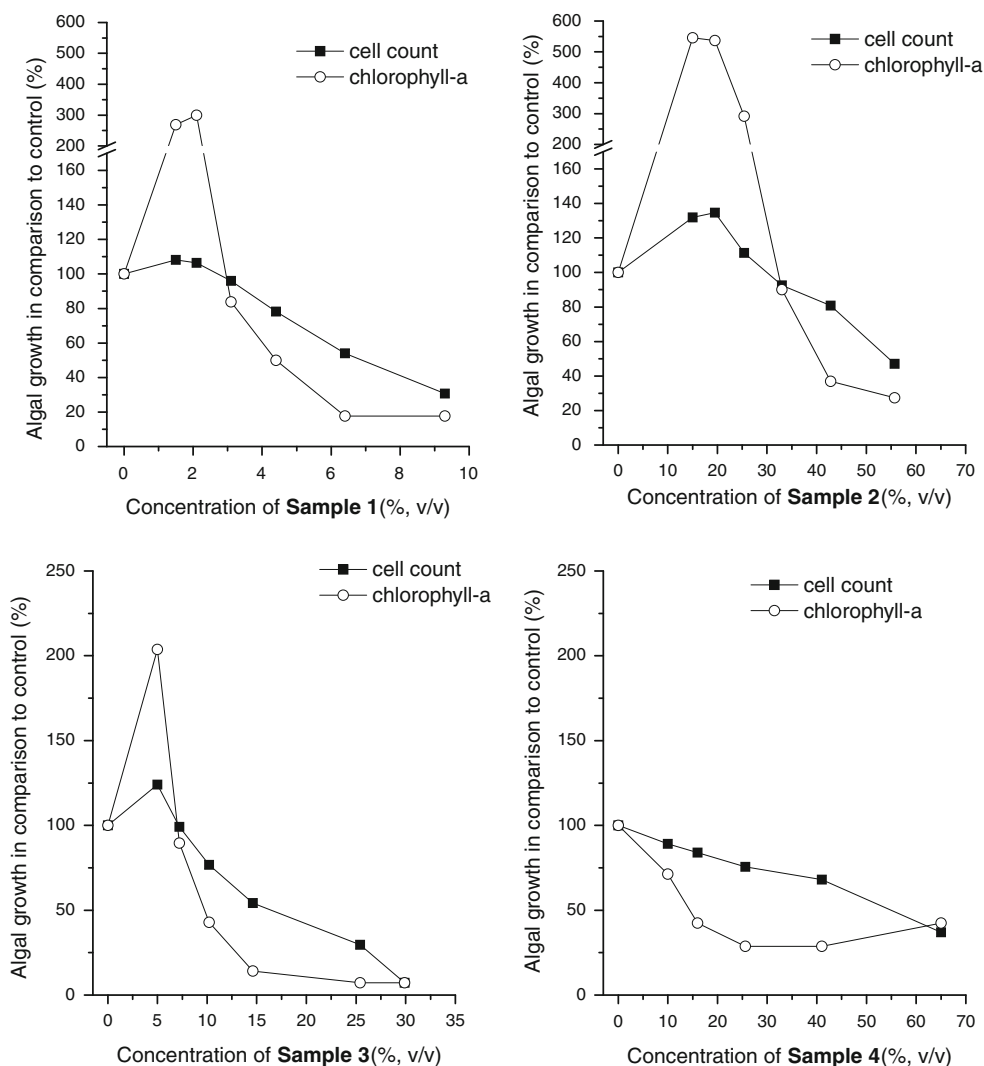 600
500
400
300
200
160
140
120
100
80
60
40
20
0
Algal growth in comparison to control (%)
cell count
chlorophyll-a
0 2 4 6 8 10
Concentration of Sample 1(%, v/v)
600
500
400
300
200
160
140
120
100
80
60
40
20
0
Algal growth in comparison to control (%)
cell count
chlorophyll-a
0 10 20 30 40 50 60 70
Concentration of Sample 2(%, v/v)
250
200
150
100
50
0
Algal growth in comparison to control (%)
cell count
chlorophyll-a
0 5 10 15 20 25 30 35
Concentration of Sample 3(%, v/v)
250
200
150
100
50
0
Algal growth in comparison to control (%)
cell count
chlorophyll-a
0 10 20 30 40 50 60 70
Concentration of Sample 4(%, v/v)